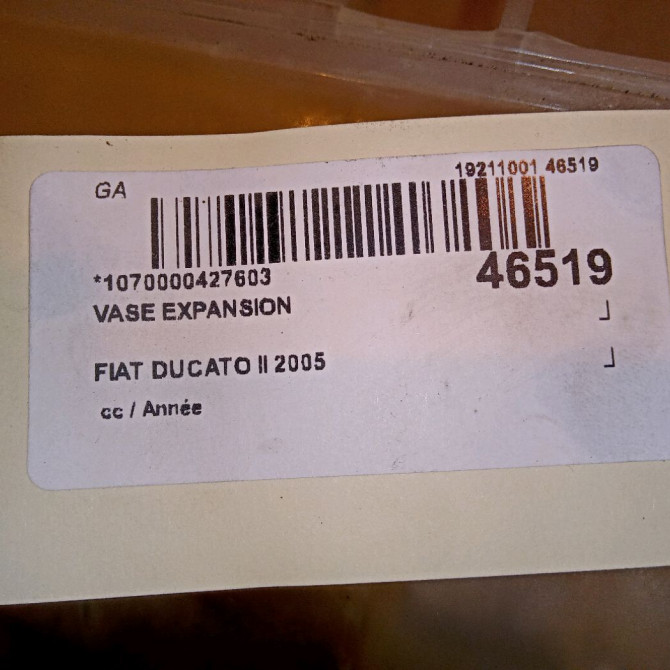 GA
19211001 46519
*1070000427603
46519
VASE EXPANSION
FIAT DUCATO II 2005
cc / Année